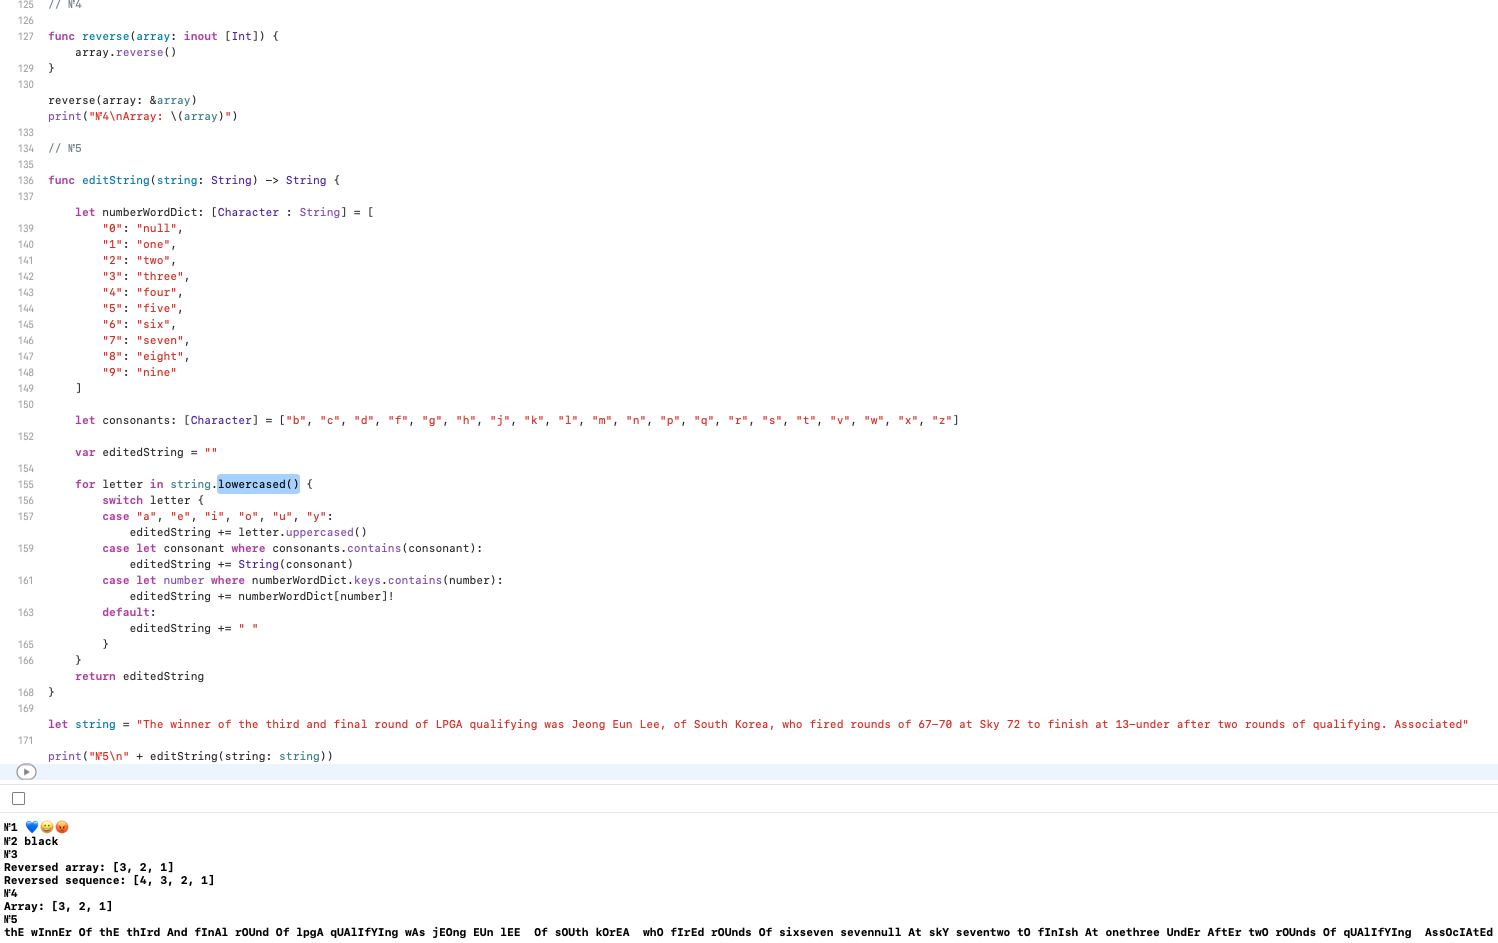 125 // №4
126
127 func reverse(array: inout [Int]) {
array.reverse()
129 }
130
reverse(array: &array)
print("№4\nArray: \(array)")
133
134 // №5
135
136 func editString(string: String) -> String {
137
let numberWordDict: [Character : String] = [
139 "0": "null",
140 "1": "one",
141 "2": "two",
142 "3": "three",
143 "4": "four",
144 "5": "five",
145 "6": "six",
146 "7": "seven",
147 "8": "eight",
148 "9": "nine"
149 ]
150
let consonants: [Character] = ["b", "c", "d", "f", "g", "h", "j", "k", "l", "m", "n", "p", "q", "r", "s", "t", "v", "w", "x", "z"]
152
var editedString = ""
154
155 for letter in string.lowercased() {
156 switch letter {
157 case "a", "e", "i", "o", "u", "y":
editedString += letter.uppercased()
159 case let consonant where consonants.contains(consonant):
editedString += String(consonant)
161 case let number where numberWordDict.keys.contains(number):
editedString += numberWordDict[number]!
163 default:
editedString += " "
165 }
166 }
return editedString
168 }
169
let string = "The winner of the third and final round of LPGA qualifying was Jeong Eun Lee, of South Korea, who fired rounds of 67-70 at Sky 72 to finish at 13-under after two rounds of qualifying. Associated"
171
print("№5\n" + editString(string: string))
№1 💙😄😡
№2 black
№3
Reversed array: [3, 2, 1]
Reversed sequence: [4, 3, 2, 1]
№4
Array: [3, 2, 1]
№5
thE wInnEr Of thE thIrd And fInAl rOUnd Of lpgA qUAlIfYIng wAs jEOng EUn lEE  Of sOUth kOrEA  whO fIrEd rOUnds Of sixseven sevennull At skY seventwo tO fInIsh At onethree UndEr AftEr twO rOUnds Of qUAlIfYIng  AssOcIAtEd